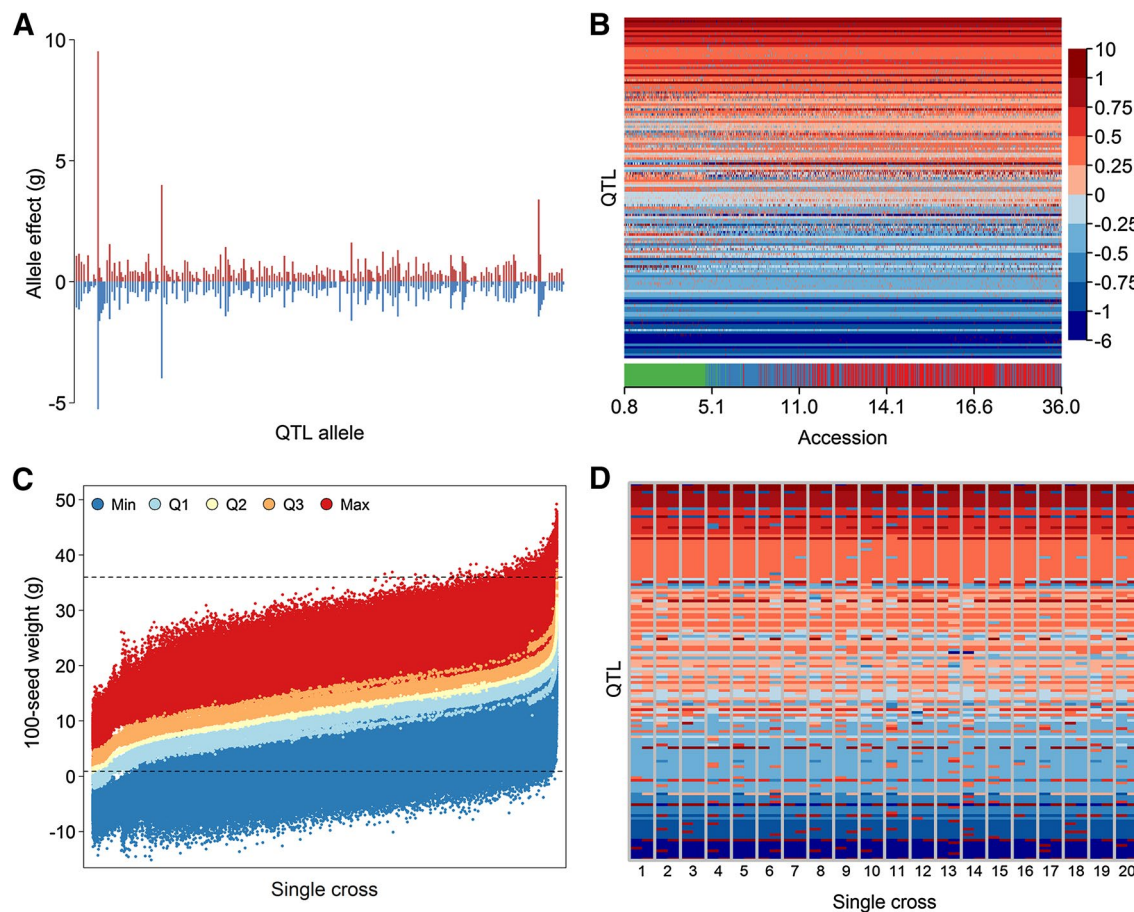 A
10
5
0
-5
Allele effect (g)
QTL allele
B
QTL
10
1
0.75
0.5
0.25
0
-0.25
-0.5
-0.75
-1
-6
0.8 5.1 11.0 14.1 16.6 36.0
Accession
C
Min Q1 Q2 Q3 Max
50
40
30
20
10
0
-10
100-seed weight (g)
Single cross
D
QTL
1 2 3 4 5 6 7 8 9 10 11 12 13 14 15 16 17 18 19 20
Single cross